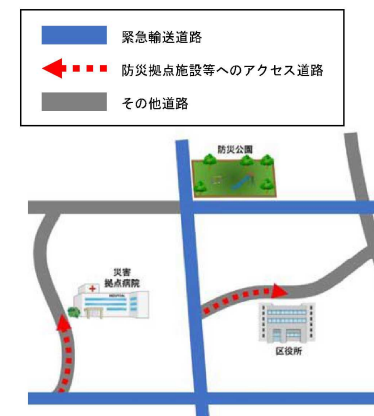 緊急輸送道路
防災拠点施設等へのアクセス道路
その他道路
防災公園
災害
拠点病院
HOSPITAL
区役所